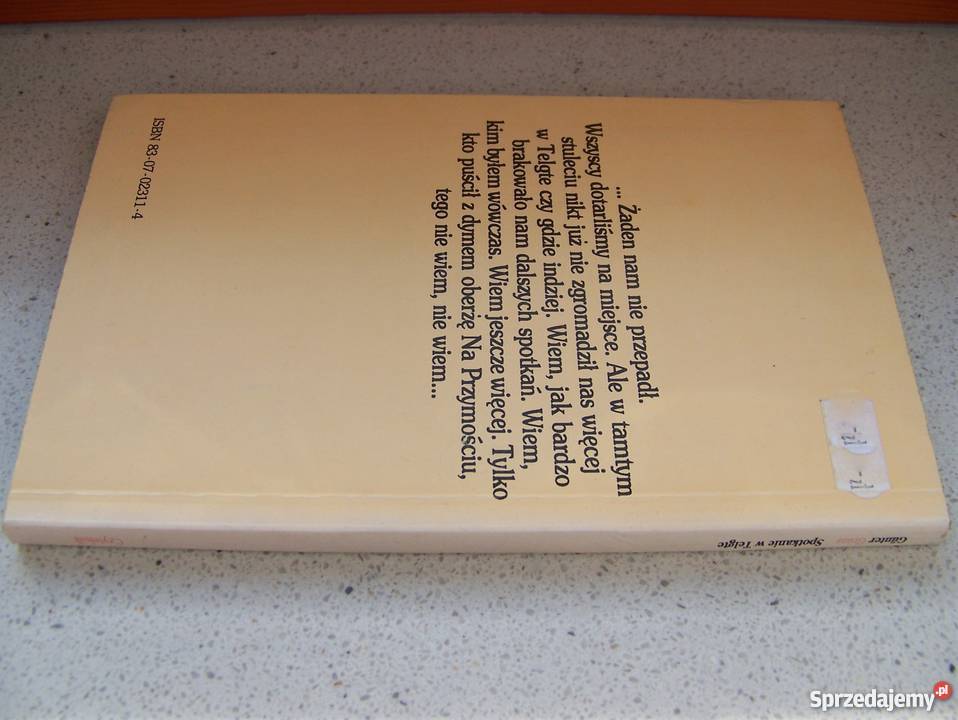 ... Żaden nam nie przepadł.
Wszyscy dotarliśmy na miejsce. Ale w tamtym
stuleciu nikt już nie zgromadził nas więcej
w Telgte czy gdzie indziej. Wiem, jak bardzo
brakowało nam dalszych spotkań. Wiem,
kim byłem wówczas. Wiem jeszcze więcej. Tylko
kto puścił z dymem oberżę Na Przymościu,
tego nie wiem, nie wiem...
ISBN 83-07-02311-4
Günter Grass Spotkanie w Telgte Czytelnik
Sprzedajemy.pl